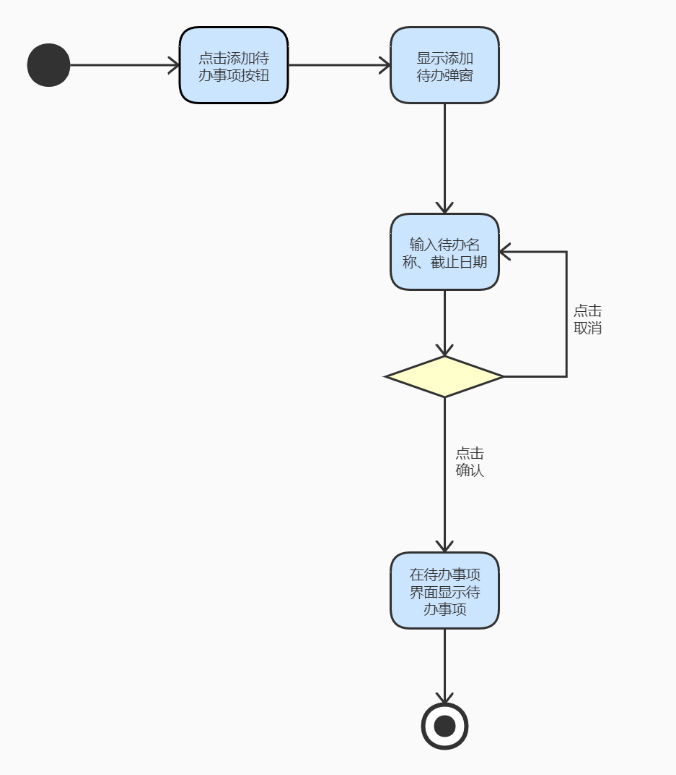 点击添加待
办事项按钮
显示添加
待办弹窗
输入待办名
称、截止日期
点击
取消
点击
确认
在待办事项
界面显示待
办事项